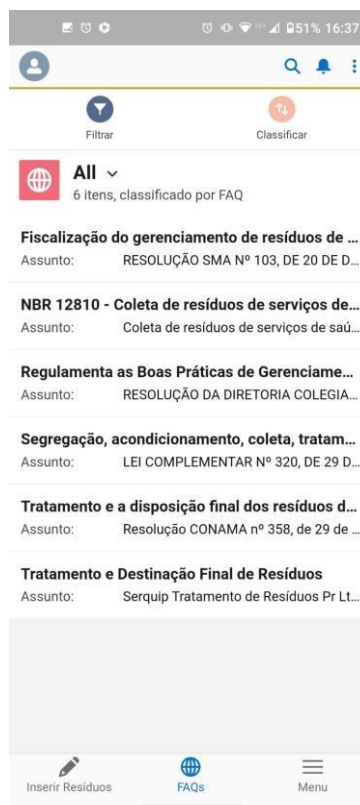 51% 16:37
Filtrar Classificar
All
6 itens, classificado por FAQ
Fiscalização do gerenciamento de resíduos de ...
Assunto: RESOLUÇÃO SMA Nº 103, DE 20 DE D...
NBR 12810 - Coleta de resíduos de serviços de...
Assunto: Coleta de resíduos de serviços de saú...
Regulamenta as Boas Práticas de Gerenciame...
Assunto: RESOLUÇÃO DA DIRETORIA COLEGIA...
Segregação, acondicionamento, coleta, tratam...
Assunto: LEI COMPLEMENTAR Nº 320, DE 29 D...
Tratamento e a disposição final dos resíduos d...
Assunto: Resolução CONAMA nº 358, de 29 de ...
Tratamento e Destinação Final de Resíduos
Assunto: Serquip Tratamento de Resíduos Pr Lt...
Inserir Resíduos FAQs Menu